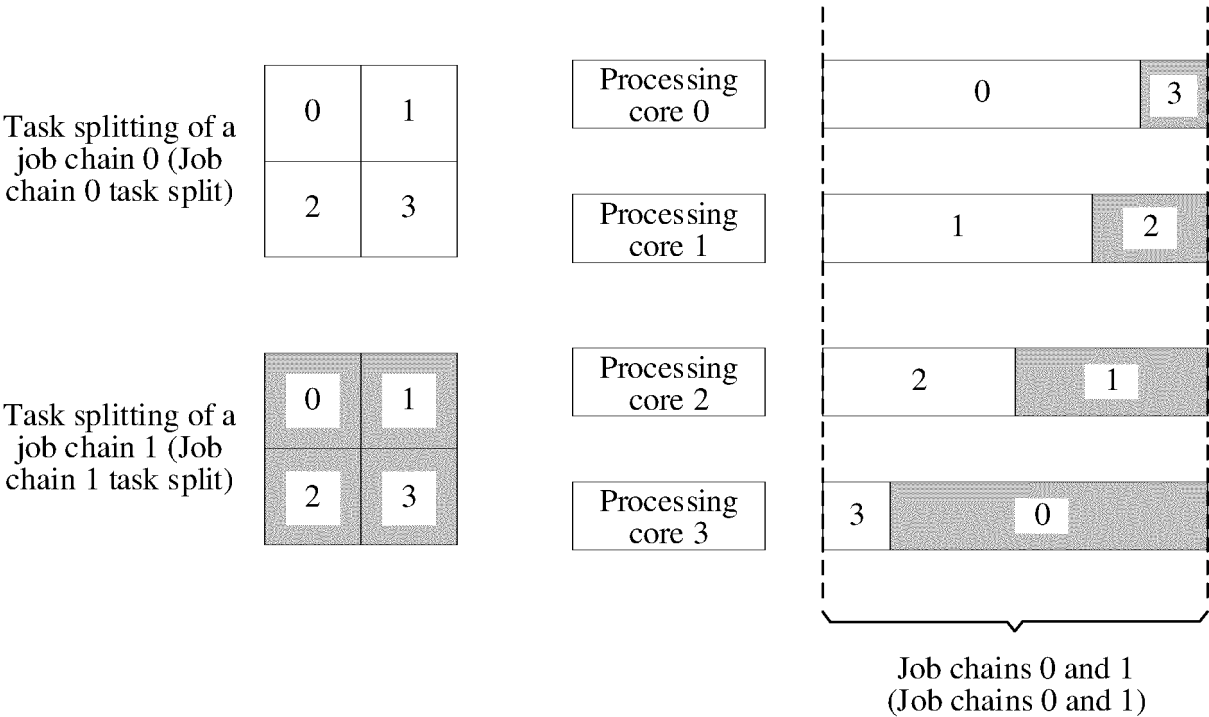 Task splitting of a
job chain 0 (Job
chain 0 task split)
0 1
2 3
Task splitting of a
job chain 1 (Job
chain 1 task split)
0 1
2 3
Processing
core 0
0 3
Processing
core 1
1 2
Processing
core 2
2 1
Processing
core 3
3 0
Job chains 0 and 1
(Job chains 0 and 1)